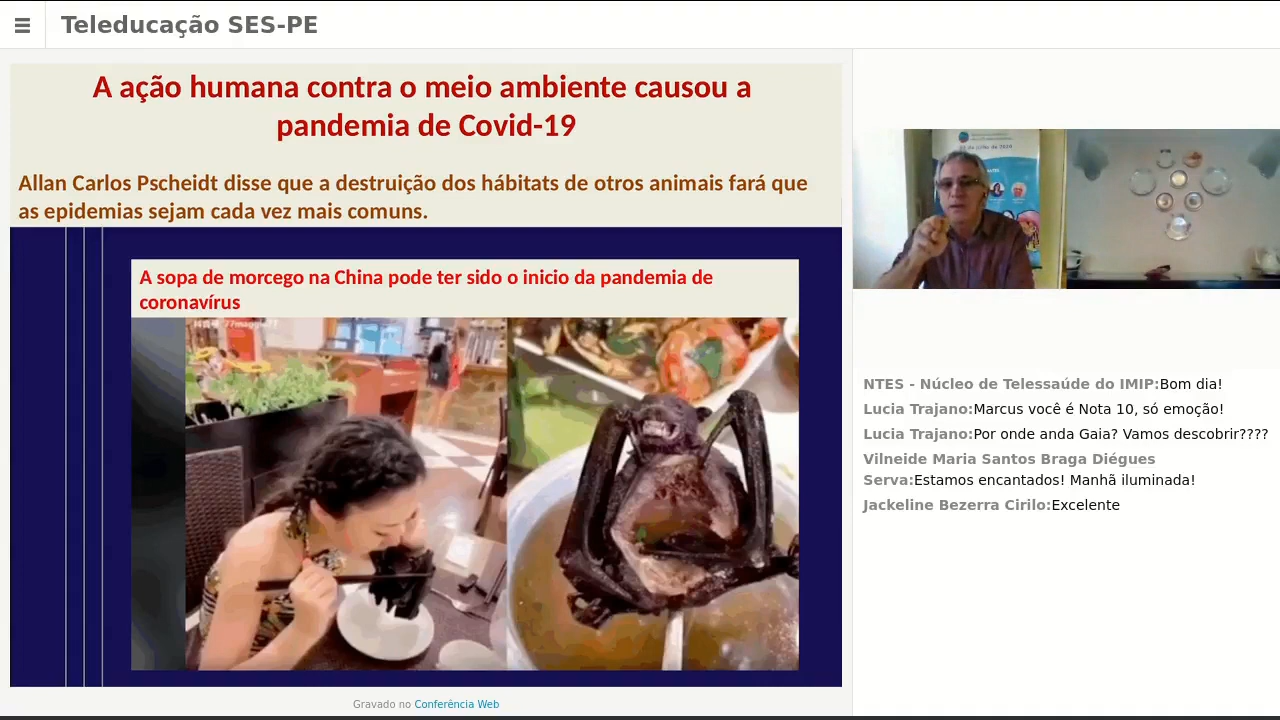 Teleducação SES-PE
A ação humana contra o meio ambiente causou a
pandemia de Covid-19
Allan Carlos Pscheidt disse que a destruição dos hábitats de otros animais fará que
as epidemias sejam cada vez mais comuns.
A sopa de morcego na China pode ter sido o inicio da pandemia de
coronavírus
Gravado no Conferência Web
de julho de 2020
NTES - Núcleo de Telessaúde do IMIP:Bom dia!
Lucia Trajano:Marcus você é Nota 10, só emoção!
Lucia Trajano:Por onde anda Gaia? Vamos descobrir????
Vilneide Maria Santos Braga Diégues
Serva:Estamos encantados! Manhã iluminada!
Jackeline Bezerra Cirilo:Excelente